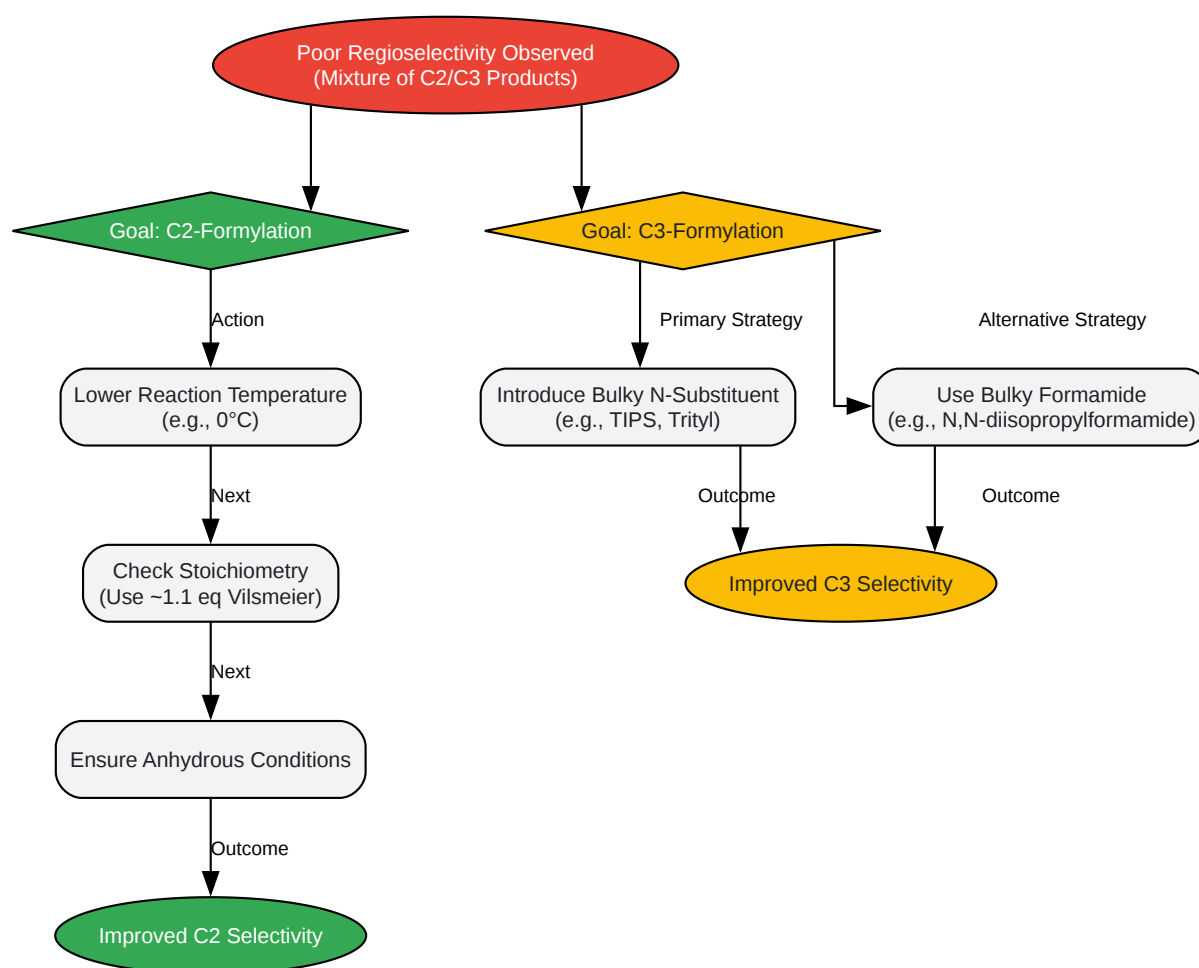 Poor Regioselectivity Observed
(Mixture of C2/C3 Products)
Goal: C2-Formylation
Goal: C3-Formylation
Action
Primary Strategy
Alternative Strategy
Lower Reaction Temperature
(e.g., 0°C)
Introduce Bulky N-Substituent
(e.g., TIPS, Trityl)
Use Bulky Formamide
(e.g., N,N-diisopropylformamide)
Next
Outcome
Outcome
Check Stoichiometry
(Use ~1.1 eq Vilsmeier)
Improved C3 Selectivity
Next
Ensure Anhydrous Conditions
Outcome
Improved C2 Selectivity